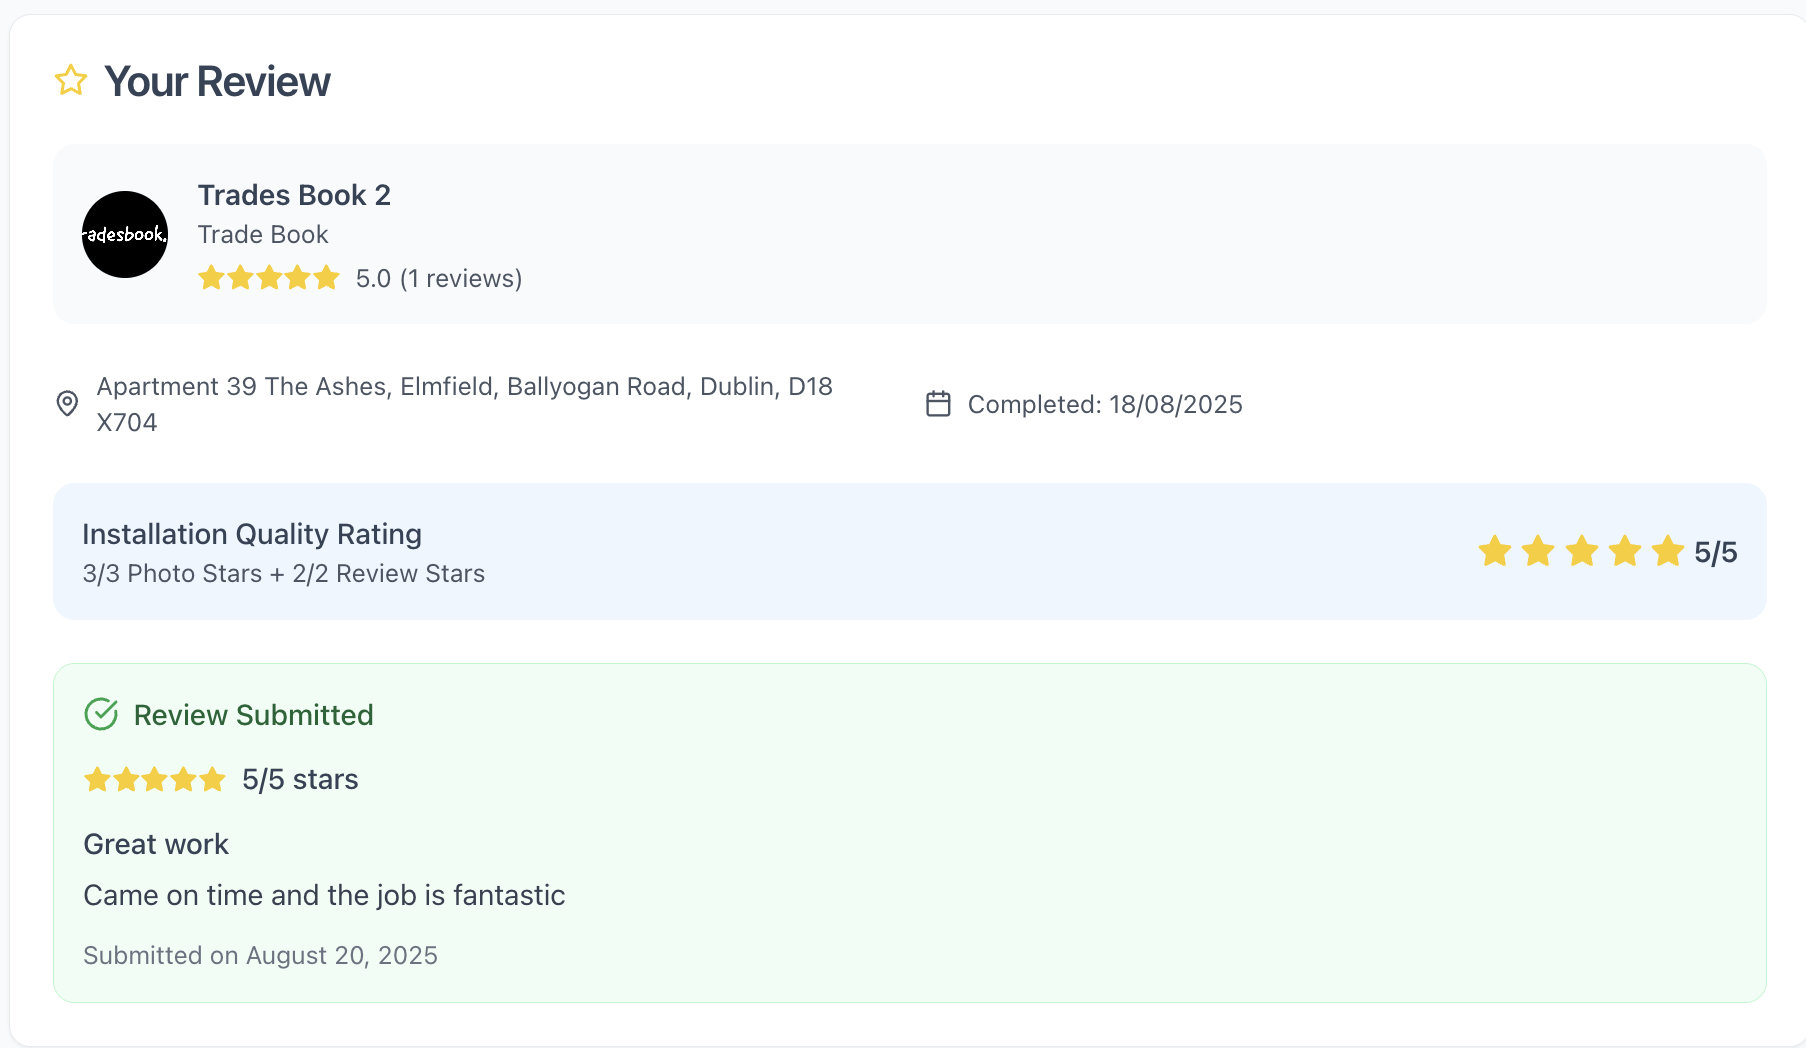 Your Review
Trades Book 2
radesbook.
Trade Book
5.0 (1 reviews)
Apartment 39 The Ashes, Elmfield, Ballyogan Road, Dublin, D18
X704
Completed: 18/08/2025
Installation Quality Rating
3/3 Photo Stars + 2/2 Review Stars
5/5
Review Submitted
5/5 stars
Great work
Came on time and the job is fantastic
Submitted on August 20, 2025